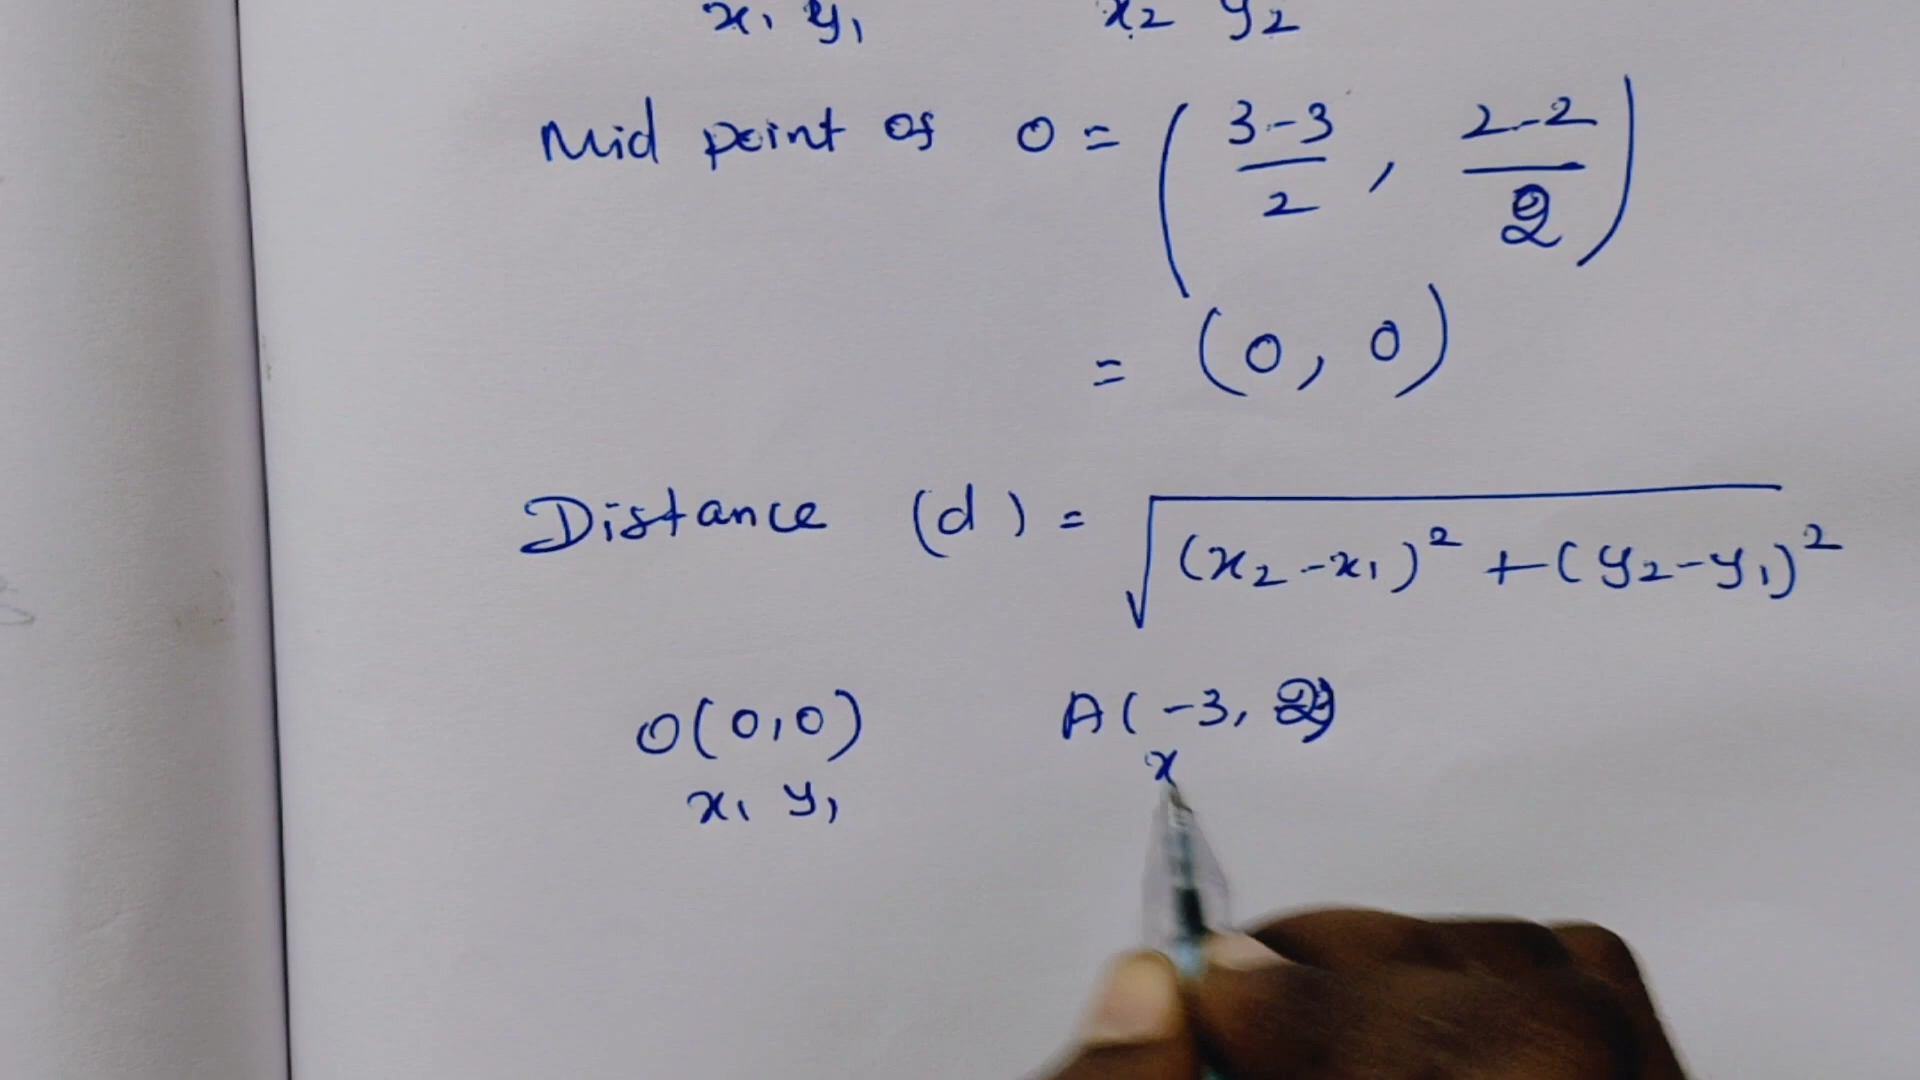 x₁ y₁ x₂ y₂
Mid point of O = ( 3-3/2 , 2-2/2 )
= (0, 0)
Distance (d) = √(x₂-x₁)² + (y₂-y₁)²
O(0,0) A(-3, 2)
x₁ y₁ x